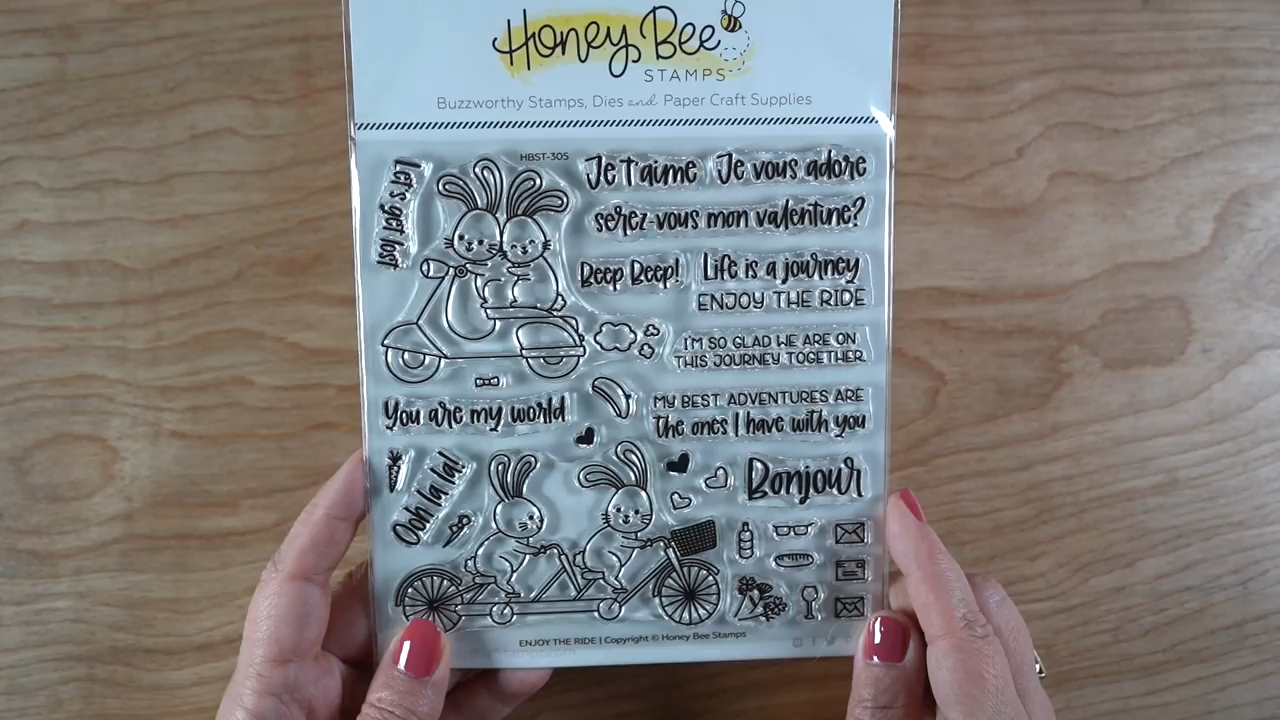 Honey Bee
STAMPS
Buzzworthy Stamps, Dies and Paper Craft Supplies
HBST-305
Let's get lost
Je t'aime
Je vous adore
serez-vous mon valentine?
Beep Beep!
Life is a journey
ENJOY THE RIDE
I'M SO GLAD WE ARE ON
THIS JOURNEY TOGETHER
You are my world
MY BEST ADVENTURES ARE
the ones I have with you
Ooh la la!
Bonjour
ENJOY THE RIDE | Copyright © Honey Bee Stamps